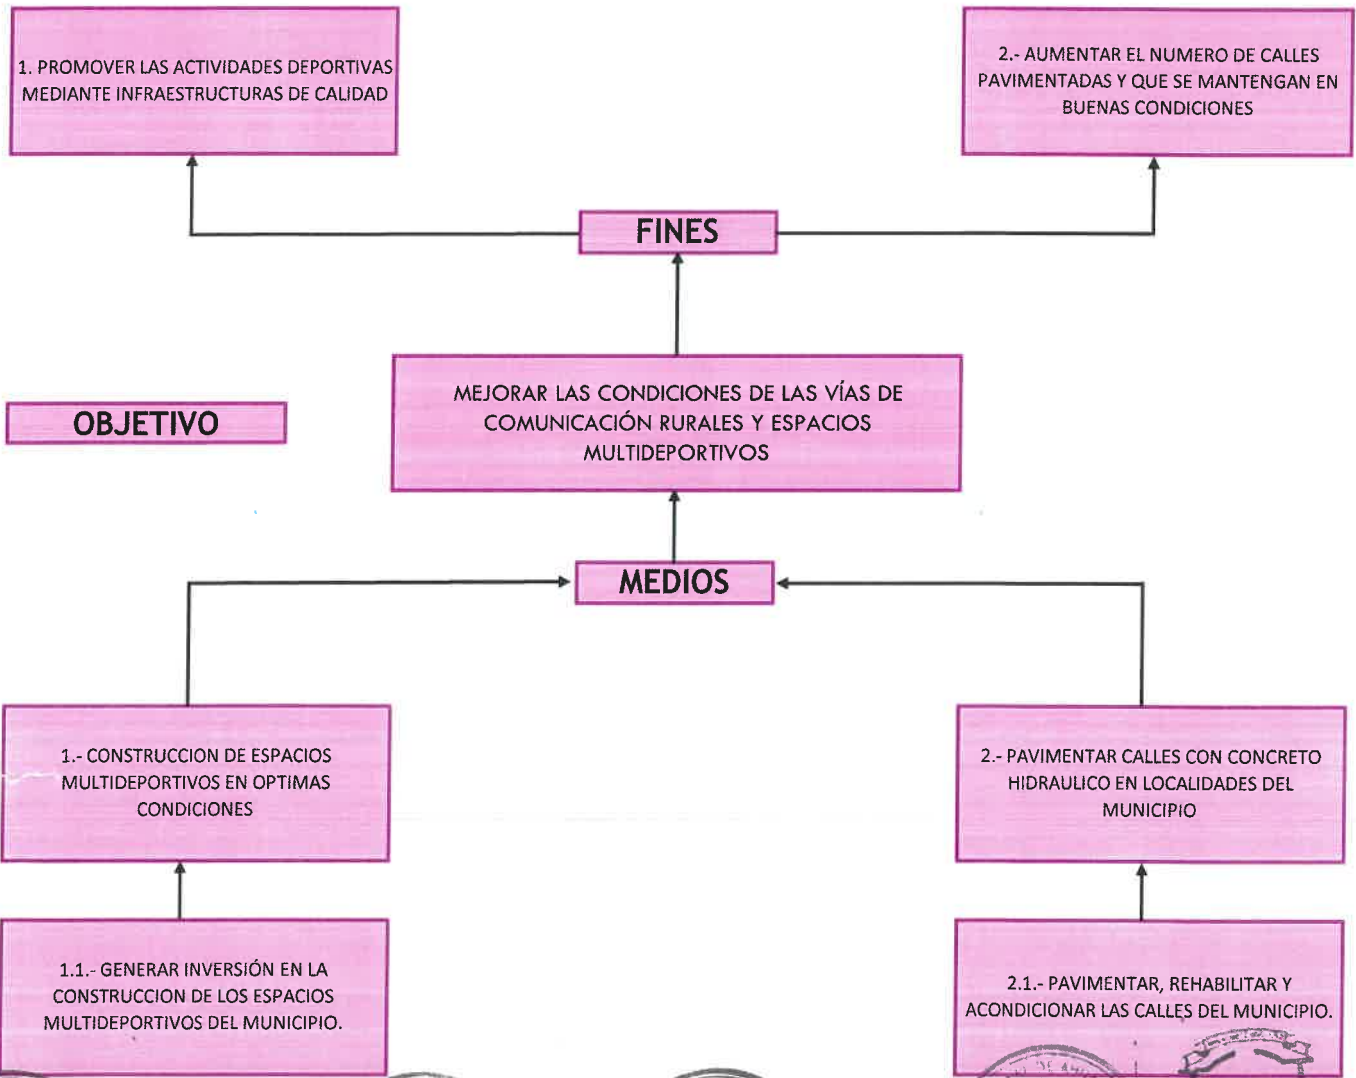 1. PROMOVER LAS ACTIVIDADES DEPORTIVAS
MEDIANTE INFRAESTRUCTURAS DE CALIDAD
2.- AUMENTAR EL NUMERO DE CALLES
PAVIMENTADAS Y QUE SE MANTENGAN EN
BUENAS CONDICIONES
FINES
MEJORAR LAS CONDICIONES DE LAS VÍAS DE
COMUNICACIÓN RURALES Y ESPACIOS
MULTIDEPORTIVOS
OBJETIVO
MEDIOS
1.- CONSTRUCCION DE ESPACIOS
MULTIDEPORTIVOS EN OPTIMAS
CONDICIONES
2.- PAVIMENTAR CALLES CON CONCRETO
HIDRAULICO EN LOCALIDADES DEL
MUNICIPIO
1.1.- GENERAR INVERSIÓN EN LA
CONSTRUCCION DE LOS ESPACIOS
MULTIDEPORTIVOS DEL MUNICIPIO.
2.1.- PAVIMENTAR, REHABILITAR Y
ACONDICIONAR LAS CALLES DEL MUNICIPIO.